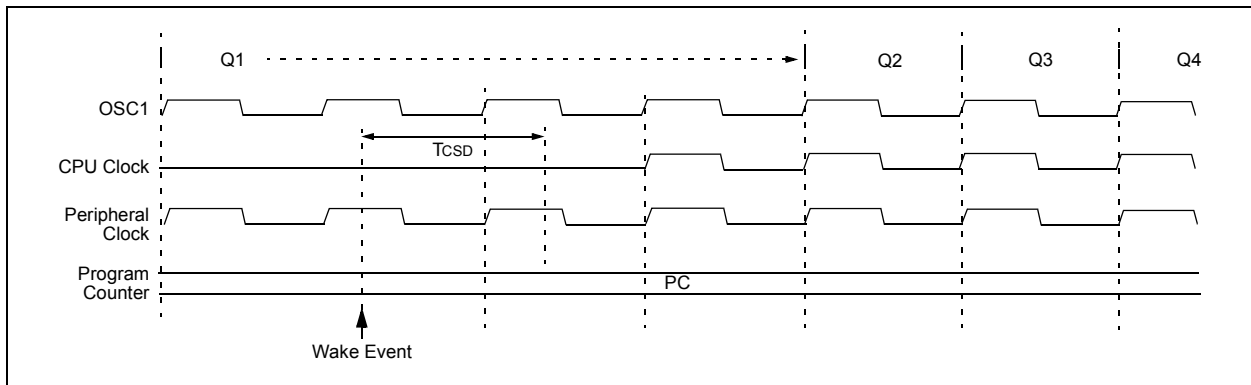 Q1
Q2
Q3
Q4
OSC1
TCSD
CPU Clock
Peripheral
Clock
Program
Counter
PC
Wake Event